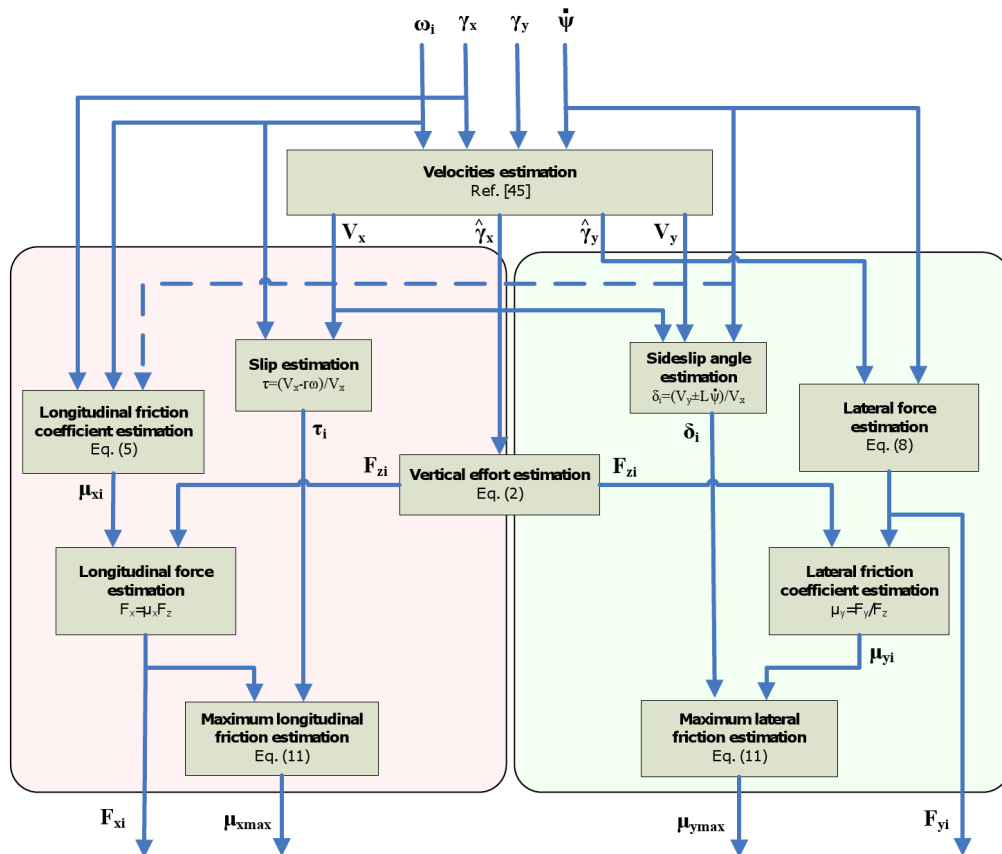 ωi γx γy ψ̇
Velocities estimation
Ref. [45]
Vx γ̂x γ̂y Vy
Slip estimation
τ=(Vx-rω)/Vx
Sideslip angle
estimation
δi=(Vy±Lψ̇)/Vx
Longitudinal friction
coefficient estimation
Eq. (5)
Lateral force
estimation
Eq. (8)
τi
δi
Fzi
Vertical effort estimation
Eq. (2)
Fzi
μxi
Longitudinal force
estimation
Fx=μxFz
Lateral friction
coefficient estimation
μy=Fy/Fz
μyi
Maximum longitudinal
friction estimation
Eq. (11)
Maximum lateral
friction estimation
Eq. (11)
Fxi μxmax μymax Fyi